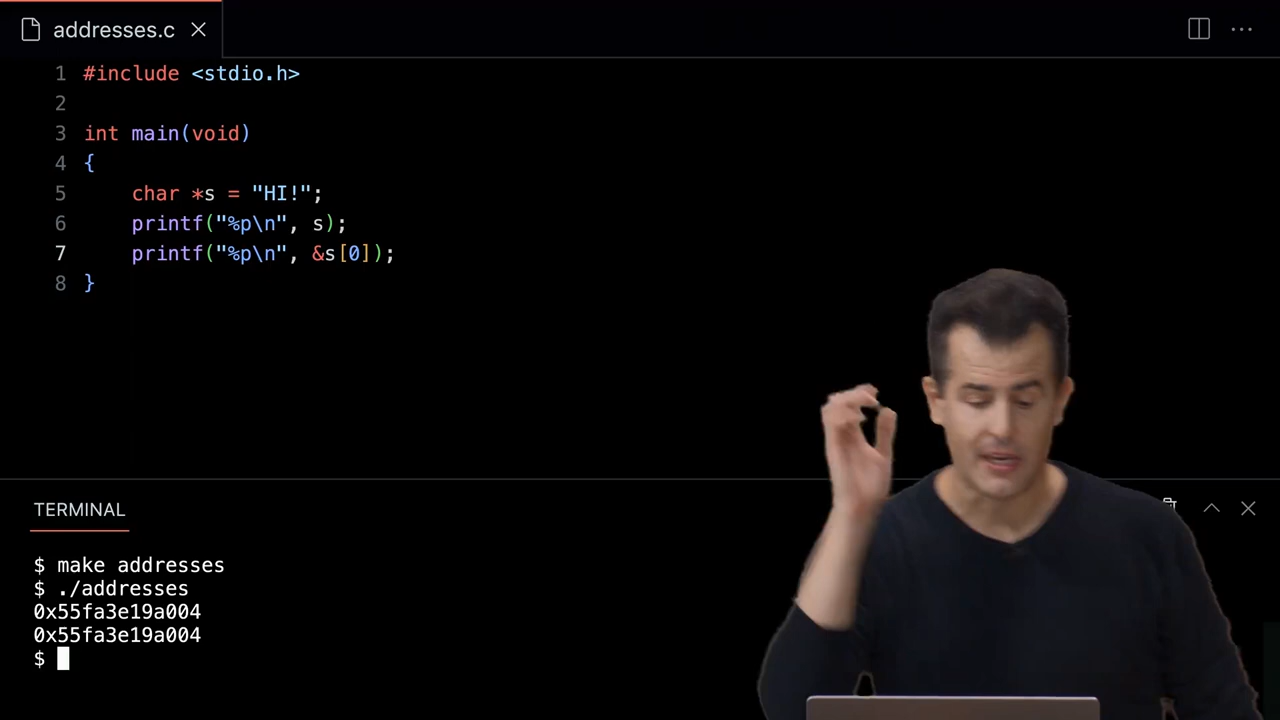 addresses.c
1 #include <stdio.h>
2
3 int main(void)
4 {
5     char *s = "HI!";
6     printf("%p\n", s);
7     printf("%p\n", &s[0]);
8 }
TERMINAL
$ make addresses
$ ./addresses
0x55fa3e19a004
0x55fa3e19a004
$